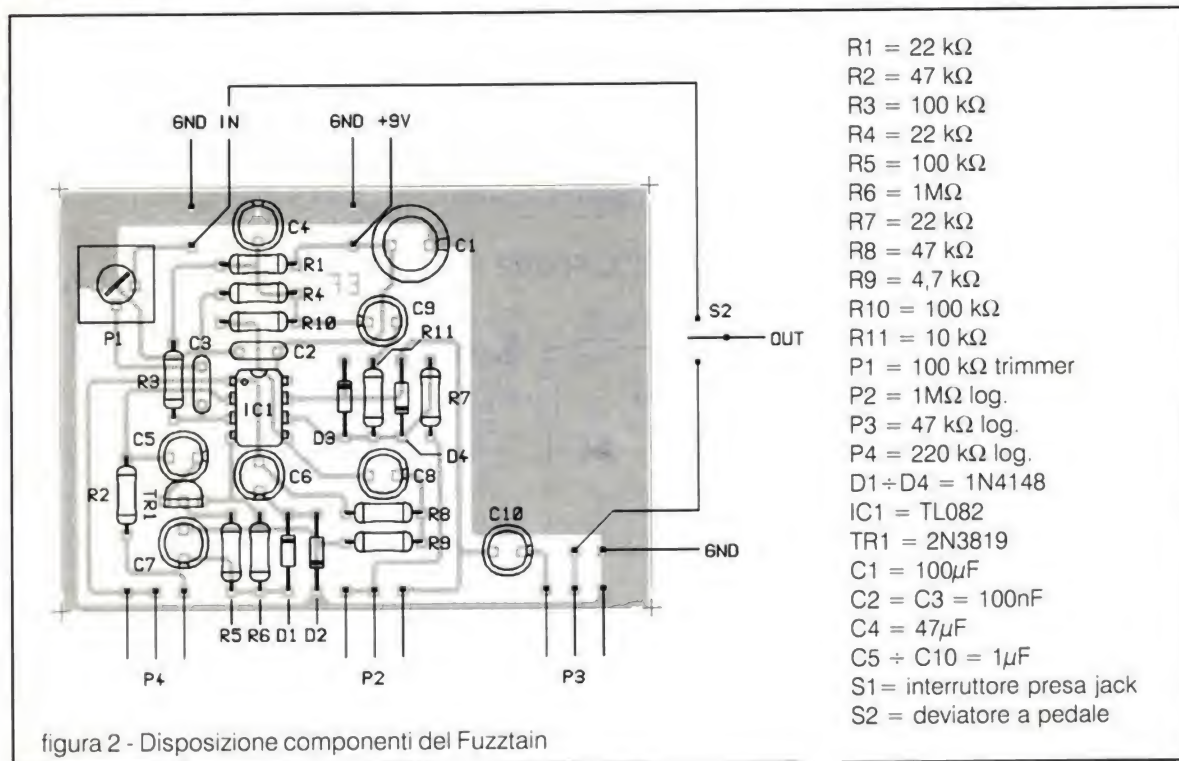 GND IN
GND +9V
C4
C1
R1
R4
C9
S2
P1
R10
R11
OUT
C3
C2
R3
IC1
R7
D3
C5
D4
R2
TR1
C6
C8
R8
C10
C7
R9
GND
R5 R6 D1 D2
P4
P2
P3
R1 = 22 kΩ
R2 = 47 kΩ
R3 = 100 kΩ
R4 = 22 kΩ
R5 = 100 kΩ
R6 = 1MΩ
R7 = 22 kΩ
R8 = 47 kΩ
R9 = 4,7 kΩ
R10 = 100 kΩ
R11 = 10 kΩ
P1 = 100 kΩ trimmer
P2 = 1MΩ log.
P3 = 47 kΩ log.
P4 = 220 kΩ log.
D1 ÷ D4 = 1N4148
IC1 = TL082
TR1 = 2N3819
C1 = 100µF
C2 = C3 = 100nF
C4 = 47µF
C5 ÷ C10 = 1µF
S1 = interruttore presa jack
S2 = deviatore a pedale
figura 2 - Disposizione componenti del Fuzztain